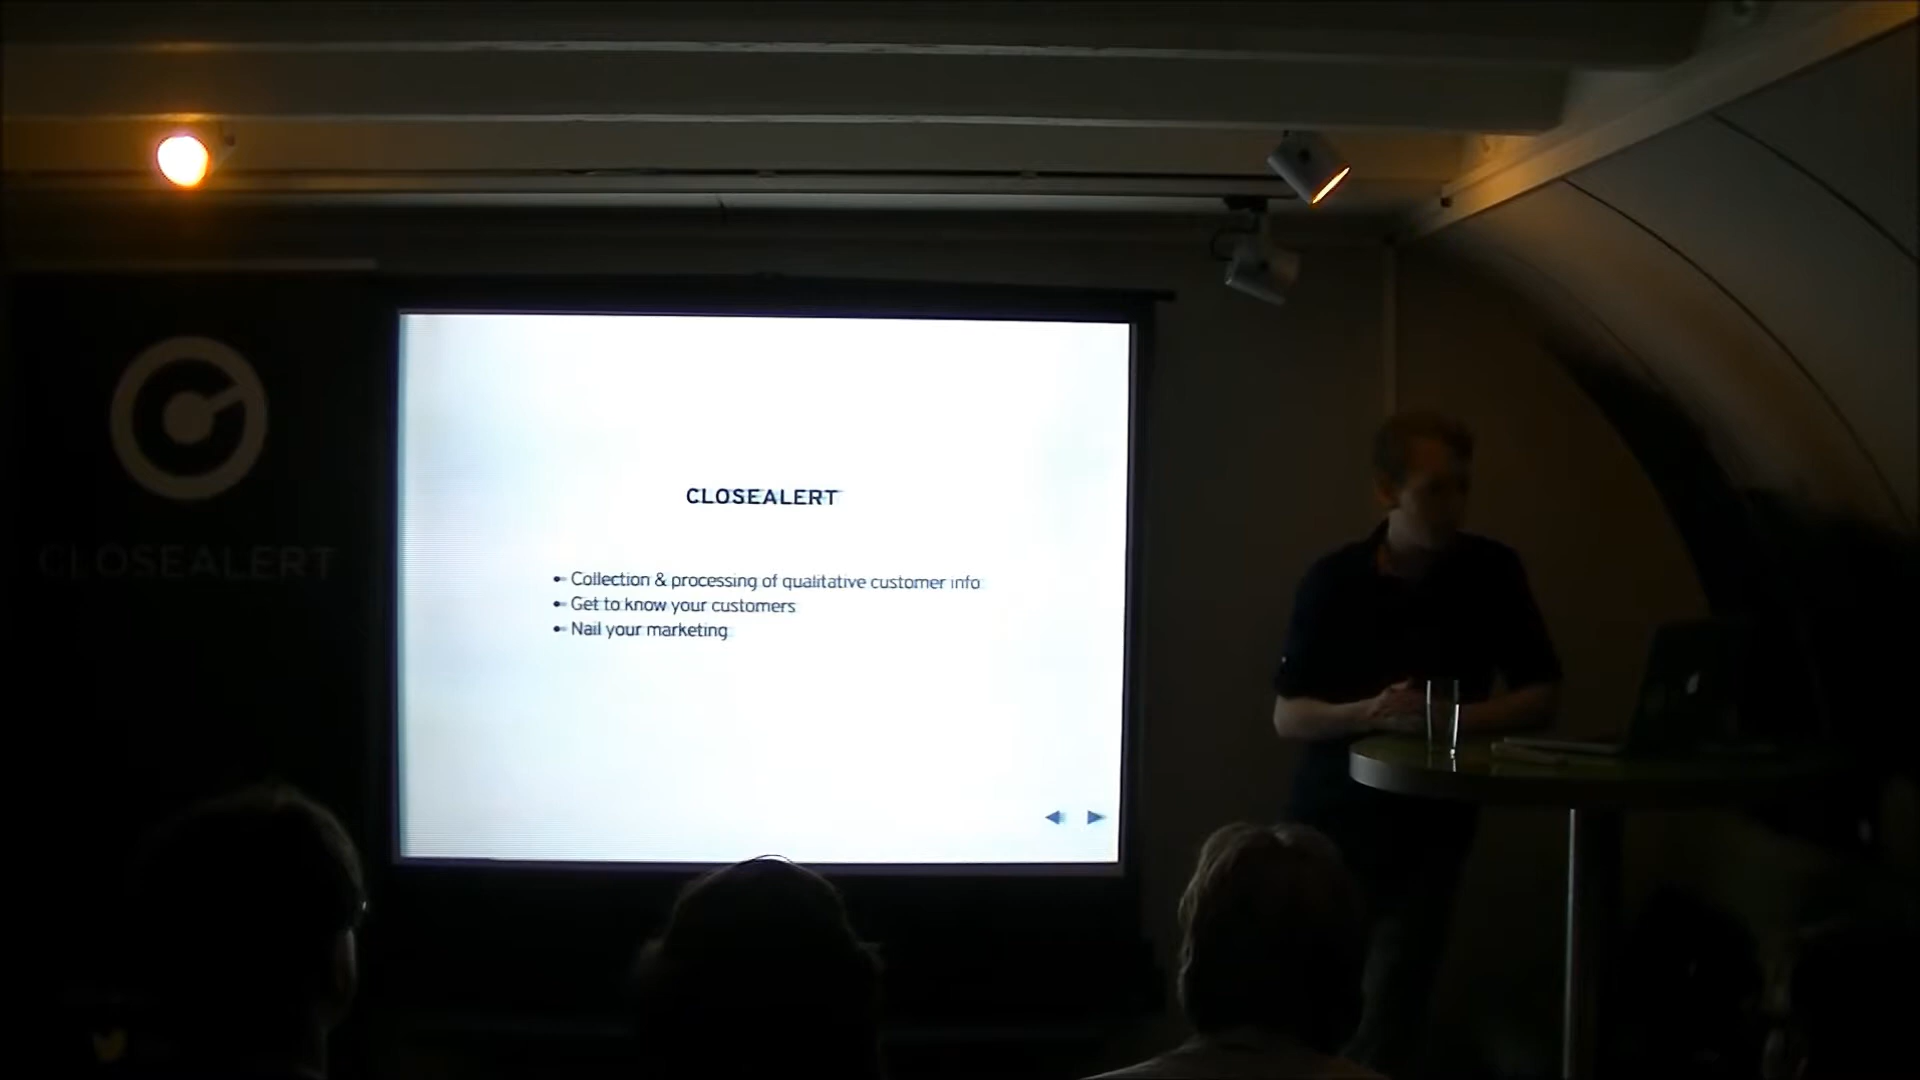 CLOSEALERT
CLOSEALERT
• Collection & processing of qualitative customer info
• Get to know your customers
• Nail your marketing